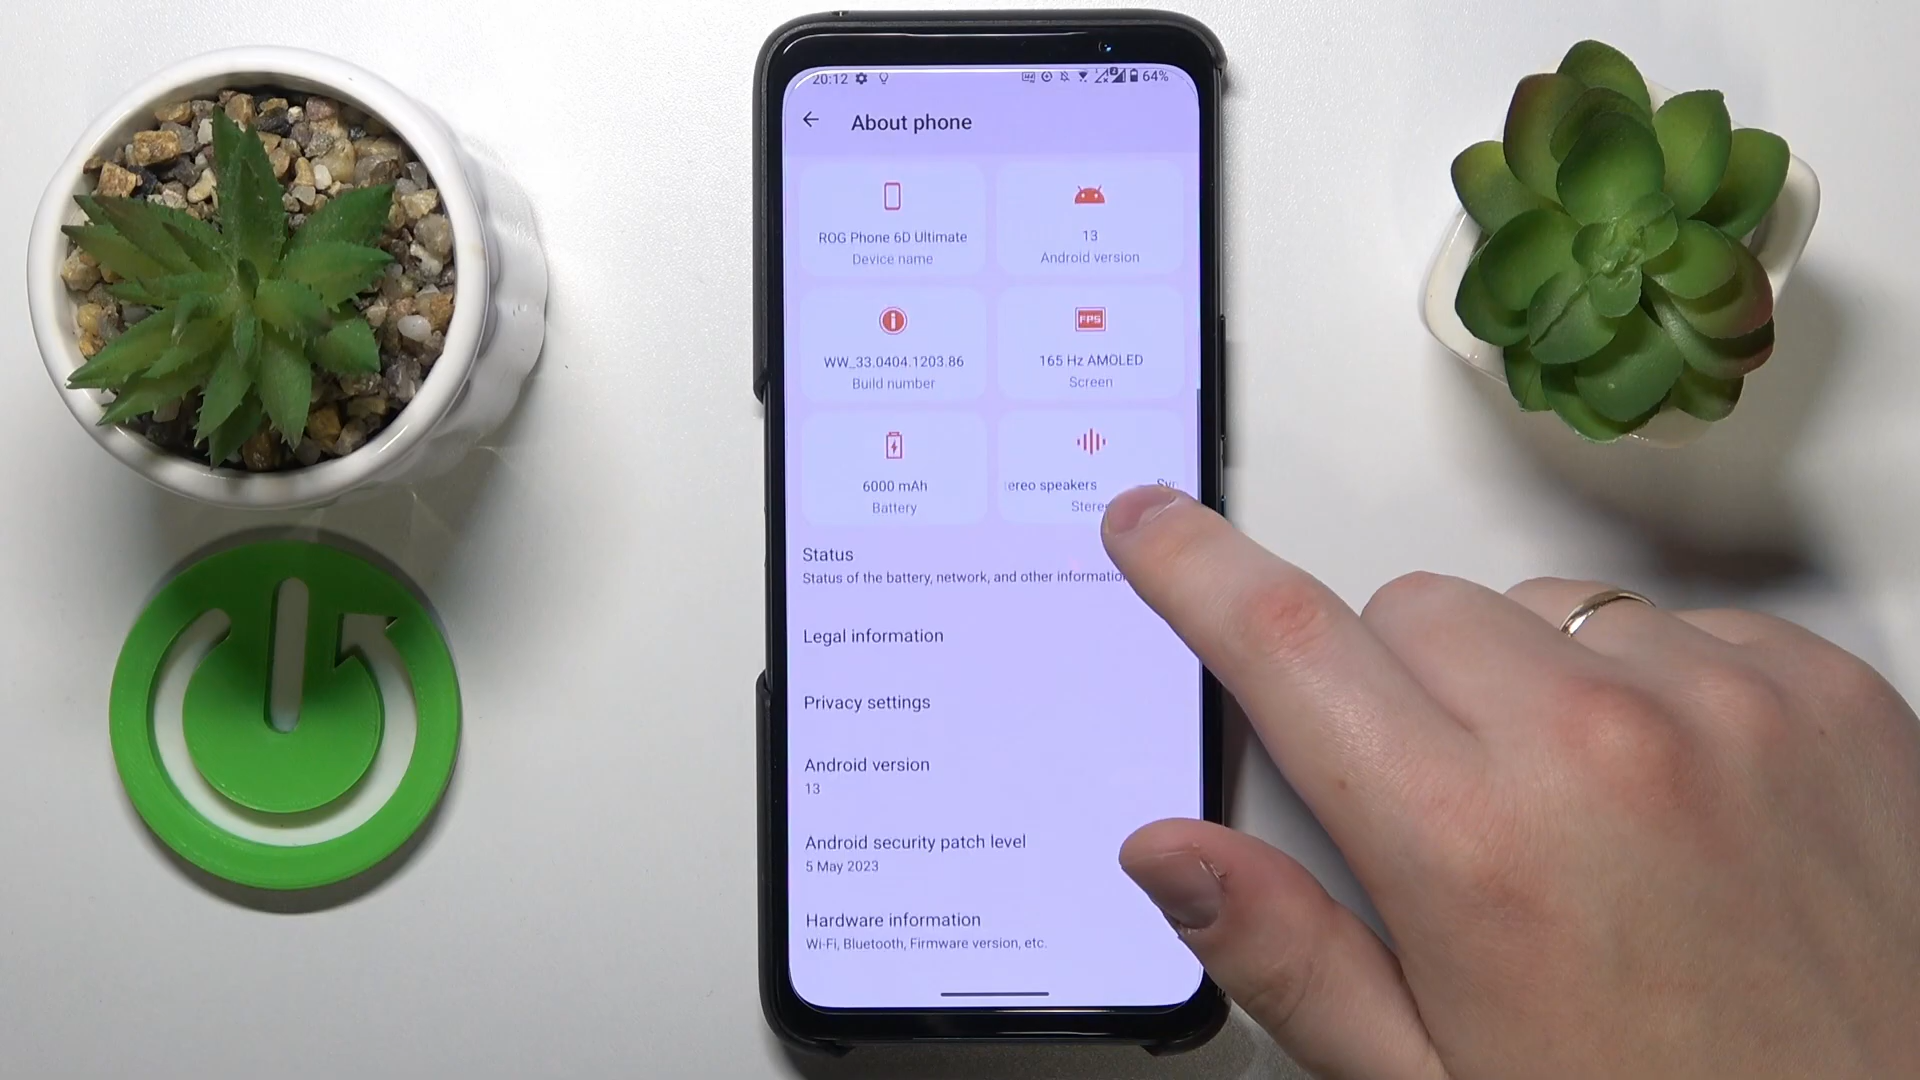 20:12 64%
About phone
ROG Phone 6D Ultimate
Device name
13
Android version
WW_33.0404.1203.86
Build number
FPS
165 Hz AMOLED
Screen
6000 mAh
Battery
ereo speakers
Stere
Status
Status of the battery, network, and other informatio
Legal information
Privacy settings
Android version
13
Android security patch level
5 May 2023
Hardware information
Wi-Fi, Bluetooth, Firmware version, etc.